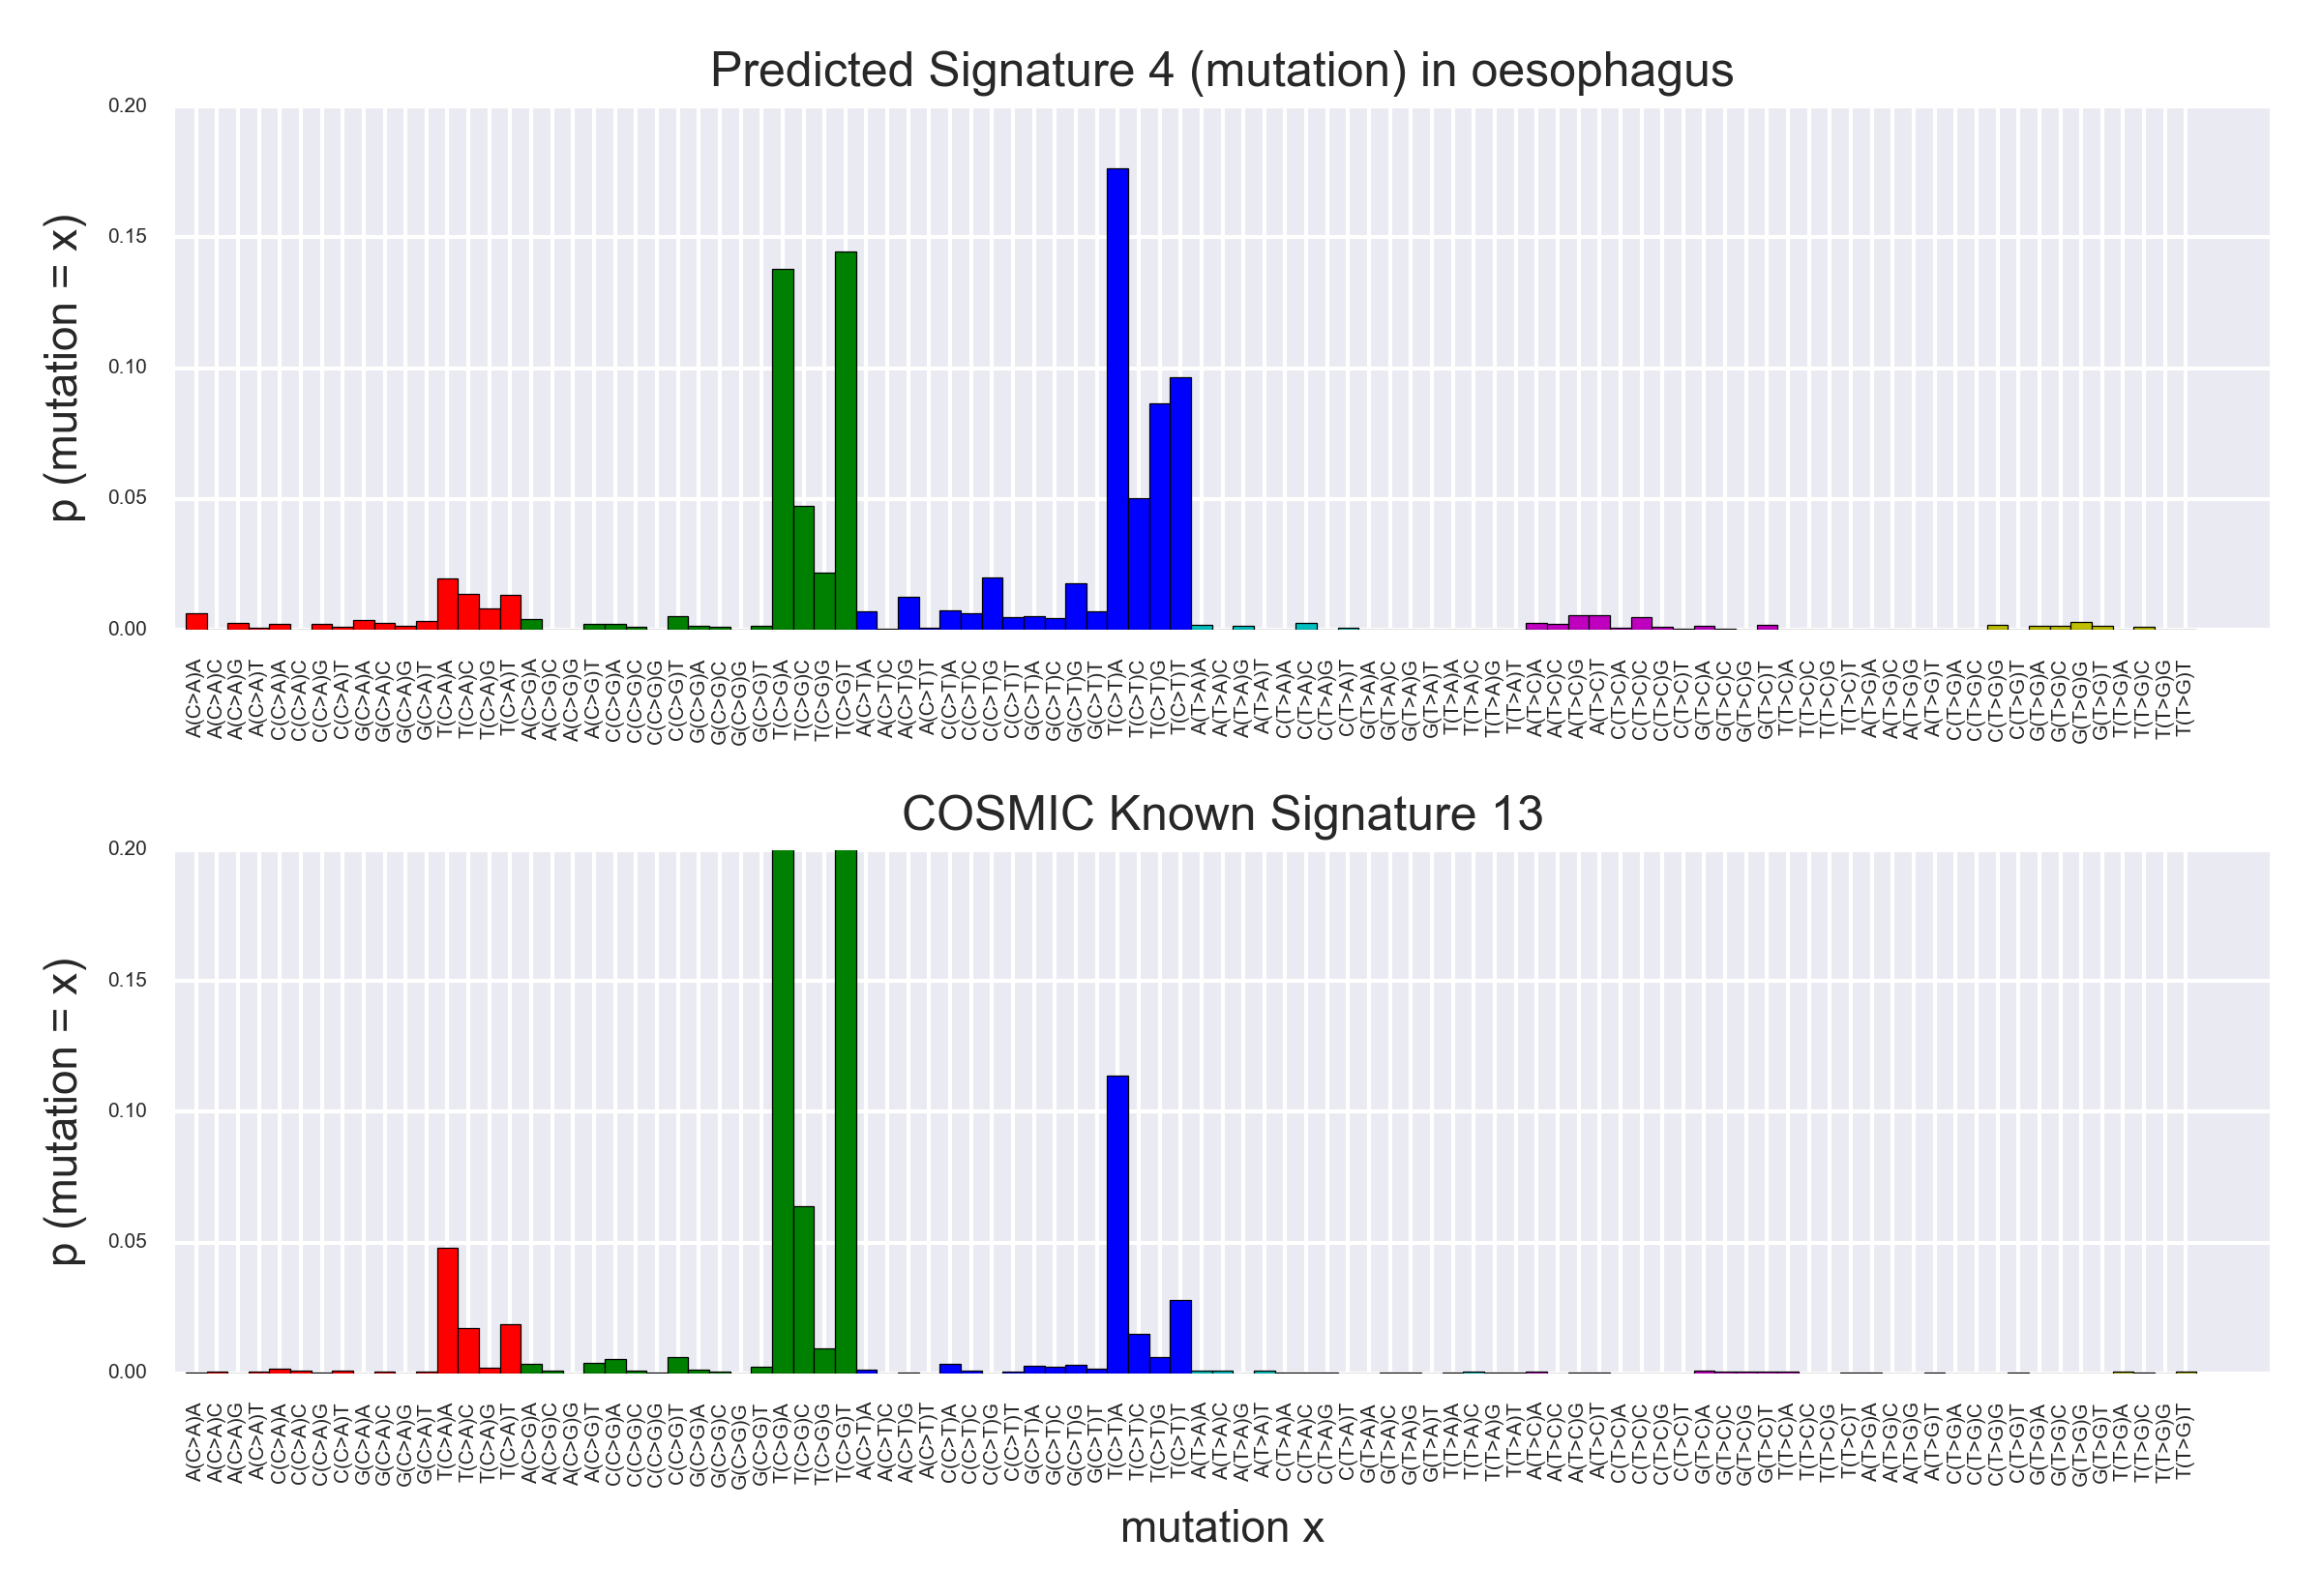 Predicted Signature 4 (mutation) in oesophagus
p (mutation = x)
0.20
0.15
0.10
0.05
0.00
A(C>A)A A(C>A)C A(C>A)G A(C>A)T C(C>A)A C(C>A)C C(C>A)G C(C>A)T G(C>A)A G(C>A)C G(C>A)G G(C>A)T T(C>A)A T(C>A)C T(C>A)G T(C>A)T A(C>G)A A(C>G)C A(C>G)G A(C>G)T C(C>G)A C(C>G)C C(C>G)G C(C>G)T G(C>G)A G(C>G)C G(C>G)G G(C>G)T T(C>G)A T(C>G)C T(C>G)G T(C>G)T A(C>T)A A(C>T)C A(C>T)G A(C>T)T C(C>T)A C(C>T)C C(C>T)G C(C>T)T G(C>T)A G(C>T)C G(C>T)G G(C>T)T T(C>T)A T(C>T)C T(C>T)G T(C>T)T A(T>A)A A(T>A)C A(T>A)G A(T>A)T C(T>A)A C(T>A)C C(T>A)G C(T>A)T G(T>A)A G(T>A)C G(T>A)G G(T>A)T T(T>A)A T(T>A)C T(T>A)G T(T>A)T A(T>C)A A(T>C)C A(T>C)G A(T>C)T C(T>C)A C(T>C)C C(T>C)G C(T>C)T G(T>C)A G(T>C)C G(T>C)G G(T>C)T T(T>C)A T(T>C)C T(T>C)G T(T>C)T A(T>G)A A(T>G)C A(T>G)G A(T>G)T C(T>G)A C(T>G)C C(T>G)G C(T>G)T G(T>G)A G(T>G)C G(T>G)G G(T>G)T T(T>G)A T(T>G)C T(T>G)G T(T>G)T
COSMIC Known Signature 13
p (mutation = x)
0.20
0.15
0.10
0.05
0.00
A(C>A)A A(C>A)C A(C>A)G A(C>A)T C(C>A)A C(C>A)C C(C>A)G C(C>A)T G(C>A)A G(C>A)C G(C>A)G G(C>A)T T(C>A)A T(C>A)C T(C>A)G T(C>A)T A(C>G)A A(C>G)C A(C>G)G A(C>G)T C(C>G)A C(C>G)C C(C>G)G C(C>G)T G(C>G)A G(C>G)C G(C>G)G G(C>G)T T(C>G)A T(C>G)C T(C>G)G T(C>G)T A(C>T)A A(C>T)C A(C>T)G A(C>T)T C(C>T)A C(C>T)C C(C>T)G C(C>T)T G(C>T)A G(C>T)C G(C>T)G G(C>T)T T(C>T)A T(C>T)C T(C>T)G T(C>T)T A(T>A)A A(T>A)C A(T>A)G A(T>A)T C(T>A)A C(T>A)C C(T>A)G C(T>A)T G(T>A)A G(T>A)C G(T>A)G G(T>A)T T(T>A)A T(T>A)C T(T>A)G T(T>A)T A(T>C)A A(T>C)C A(T>C)G A(T>C)T C(T>C)A C(T>C)C C(T>C)G C(T>C)T G(T>C)A G(T>C)C G(T>C)G G(T>C)T T(T>C)A T(T>C)C T(T>C)G T(T>C)T A(T>G)A A(T>G)C A(T>G)G A(T>G)T C(T>G)A C(T>G)C C(T>G)G C(T>G)T G(T>G)A G(T>G)C G(T>G)G G(T>G)T T(T>G)A T(T>G)C T(T>G)G T(T>G)T
mutation x